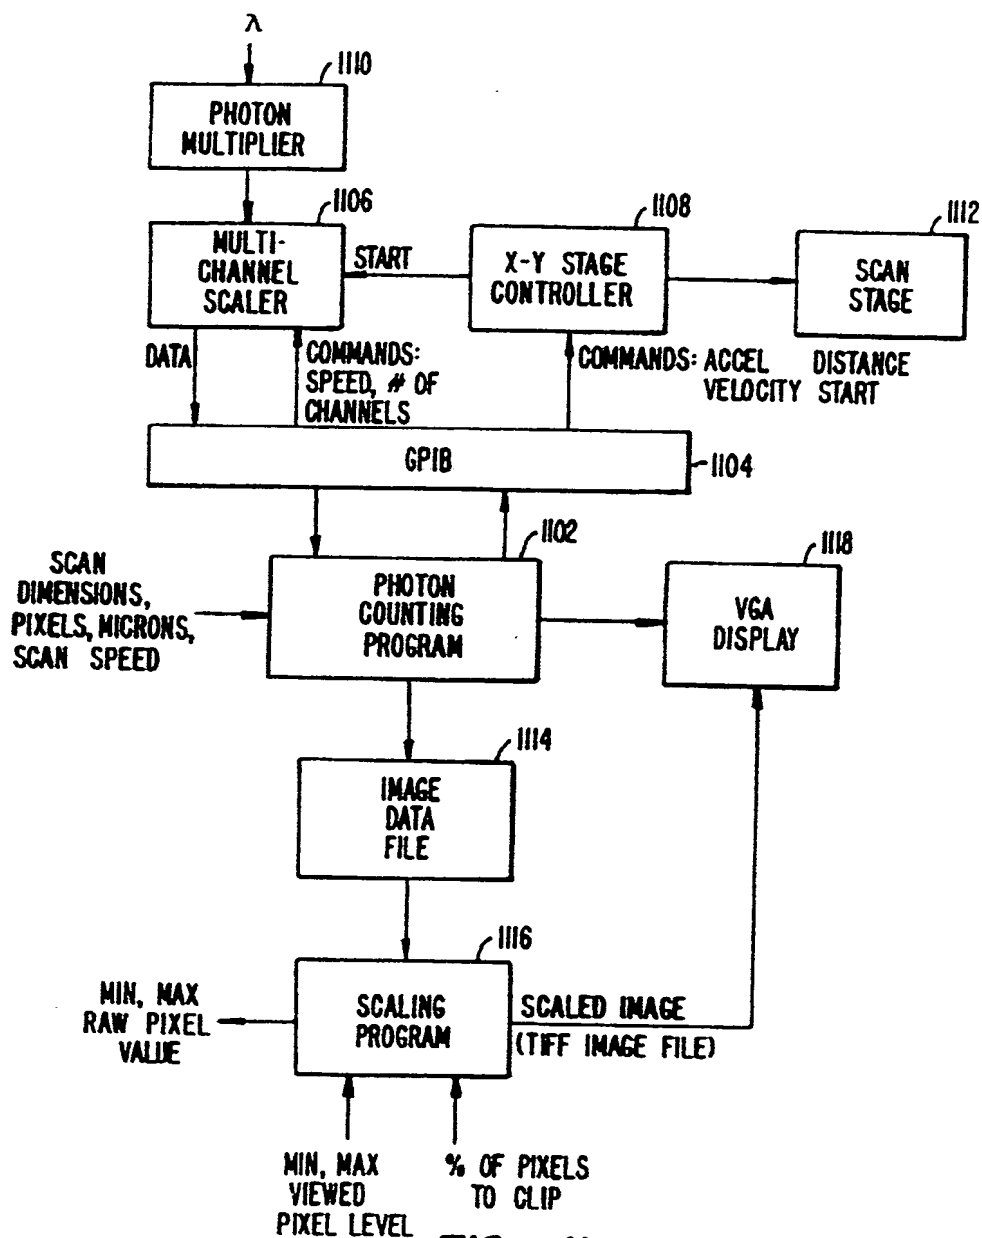 λ
1110
PHOTON
MULTIPLIER
1106
MULTI-
CHANNEL
SCALER
START
1108
X-Y STAGE
CONTROLLER
1112
SCAN
STAGE
DATA
COMMANDS:
SPEED, # OF
CHANNELS
COMMANDS: ACCEL DISTANCE
VELOCITY START
GPIB
1104
SCAN
DIMENSIONS,
PIXELS, MICRONS,
SCAN SPEED
1102
PHOTON
COUNTING
PROGRAM
1118
VGA
DISPLAY
1114
IMAGE
DATA
FILE
1116
SCALING
PROGRAM
MIN, MAX
RAW PIXEL
VALUE
SCALED IMAGE
(TIFF IMAGE FILE)
MIN, MAX
VIEWED
PIXEL LEVEL
% OF PIXELS
TO CLIP